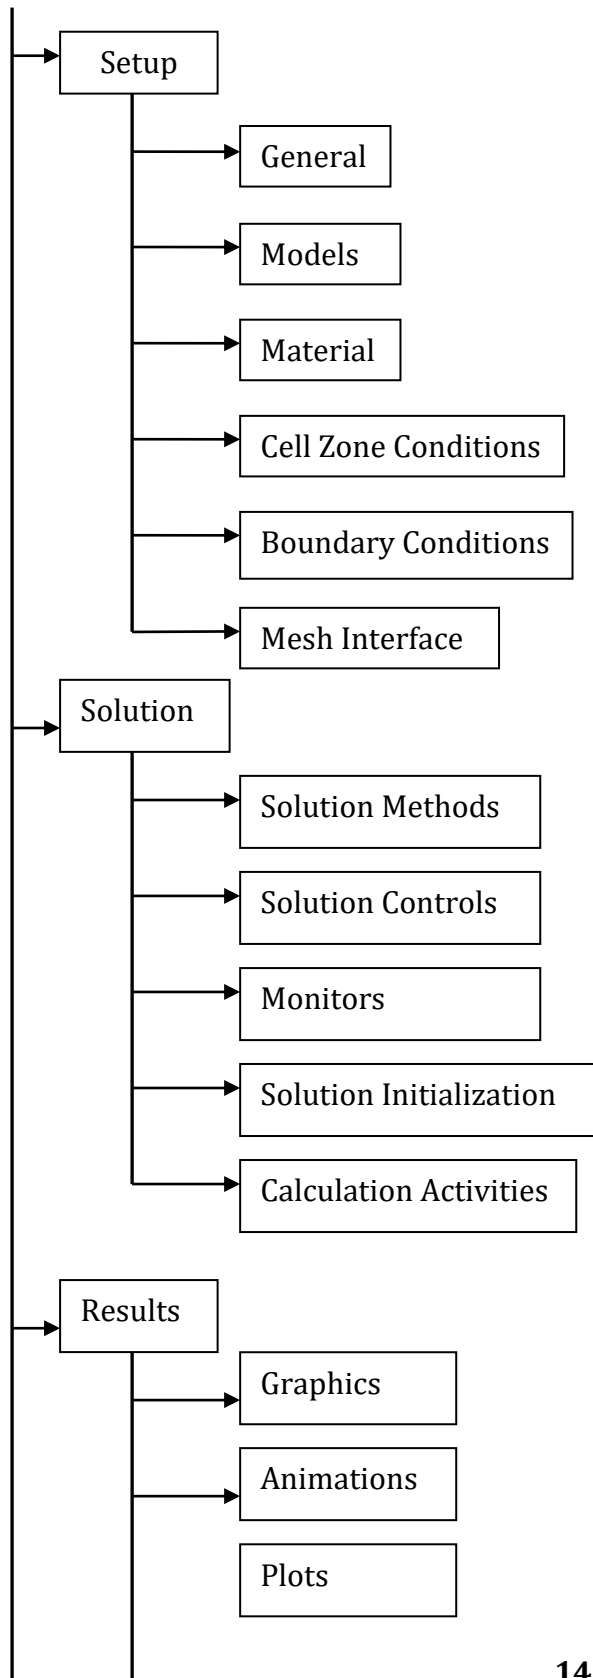 Setup
General
Models
Material
Cell Zone Conditions
Boundary Conditions
Mesh Interface
Solution
Solution Methods
Solution Controls
Monitors
Solution Initialization
Calculation Activities
Results
Graphics
Animations
Plots
14